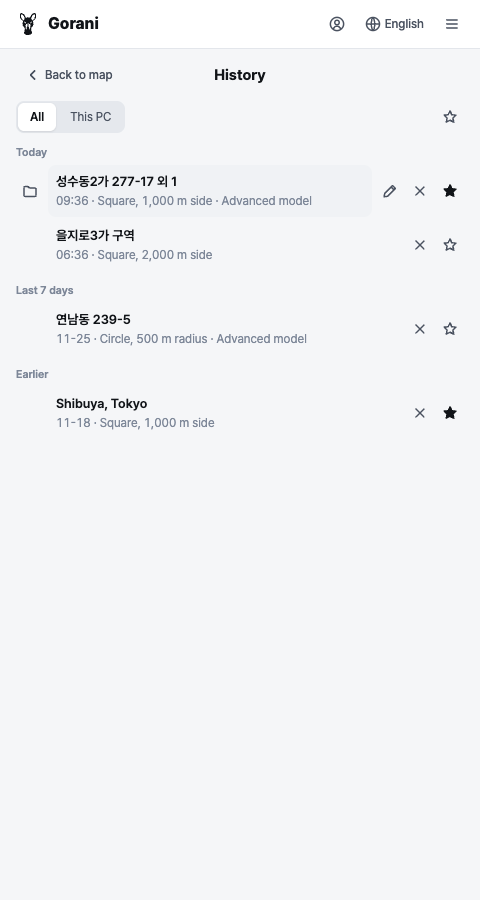 Gorani
English
Back to map
History
All
This PC
Today
성수동2가 277-17 외 1
09:36 · Square, 1,000 m side · Advanced model
을지로3가 구역
06:36 · Square, 2,000 m side
Last 7 days
연남동 239-5
11-25 · Circle, 500 m radius · Advanced model
Earlier
Shibuya, Tokyo
11-18 · Square, 1,000 m side